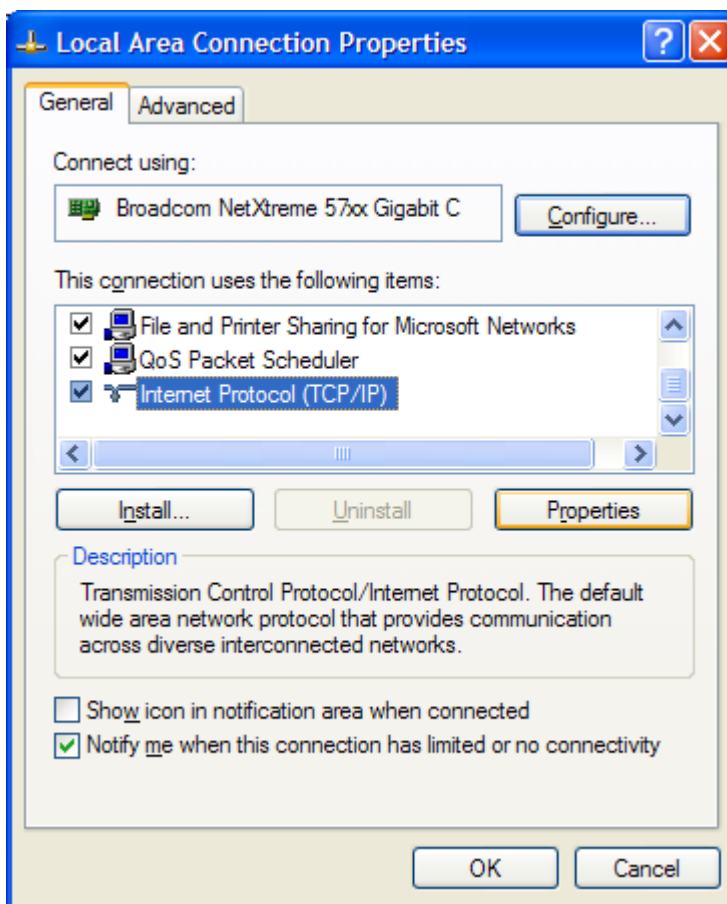 Local Area Connection Properties
General
Advanced
Connect using:
Broadcom NetXtreme 57xx Gigabit C
Configure...
This connection uses the following items:
File and Printer Sharing for Microsoft Networks
QoS Packet Scheduler
Internet Protocol (TCP/IP)
Install...
Uninstall
Properties
Description
Transmission Control Protocol/Internet Protocol. The default
wide area network protocol that provides communication
across diverse interconnected networks.
Show icon in notification area when connected
Notify me when this connection has limited or no connectivity
OK
Cancel